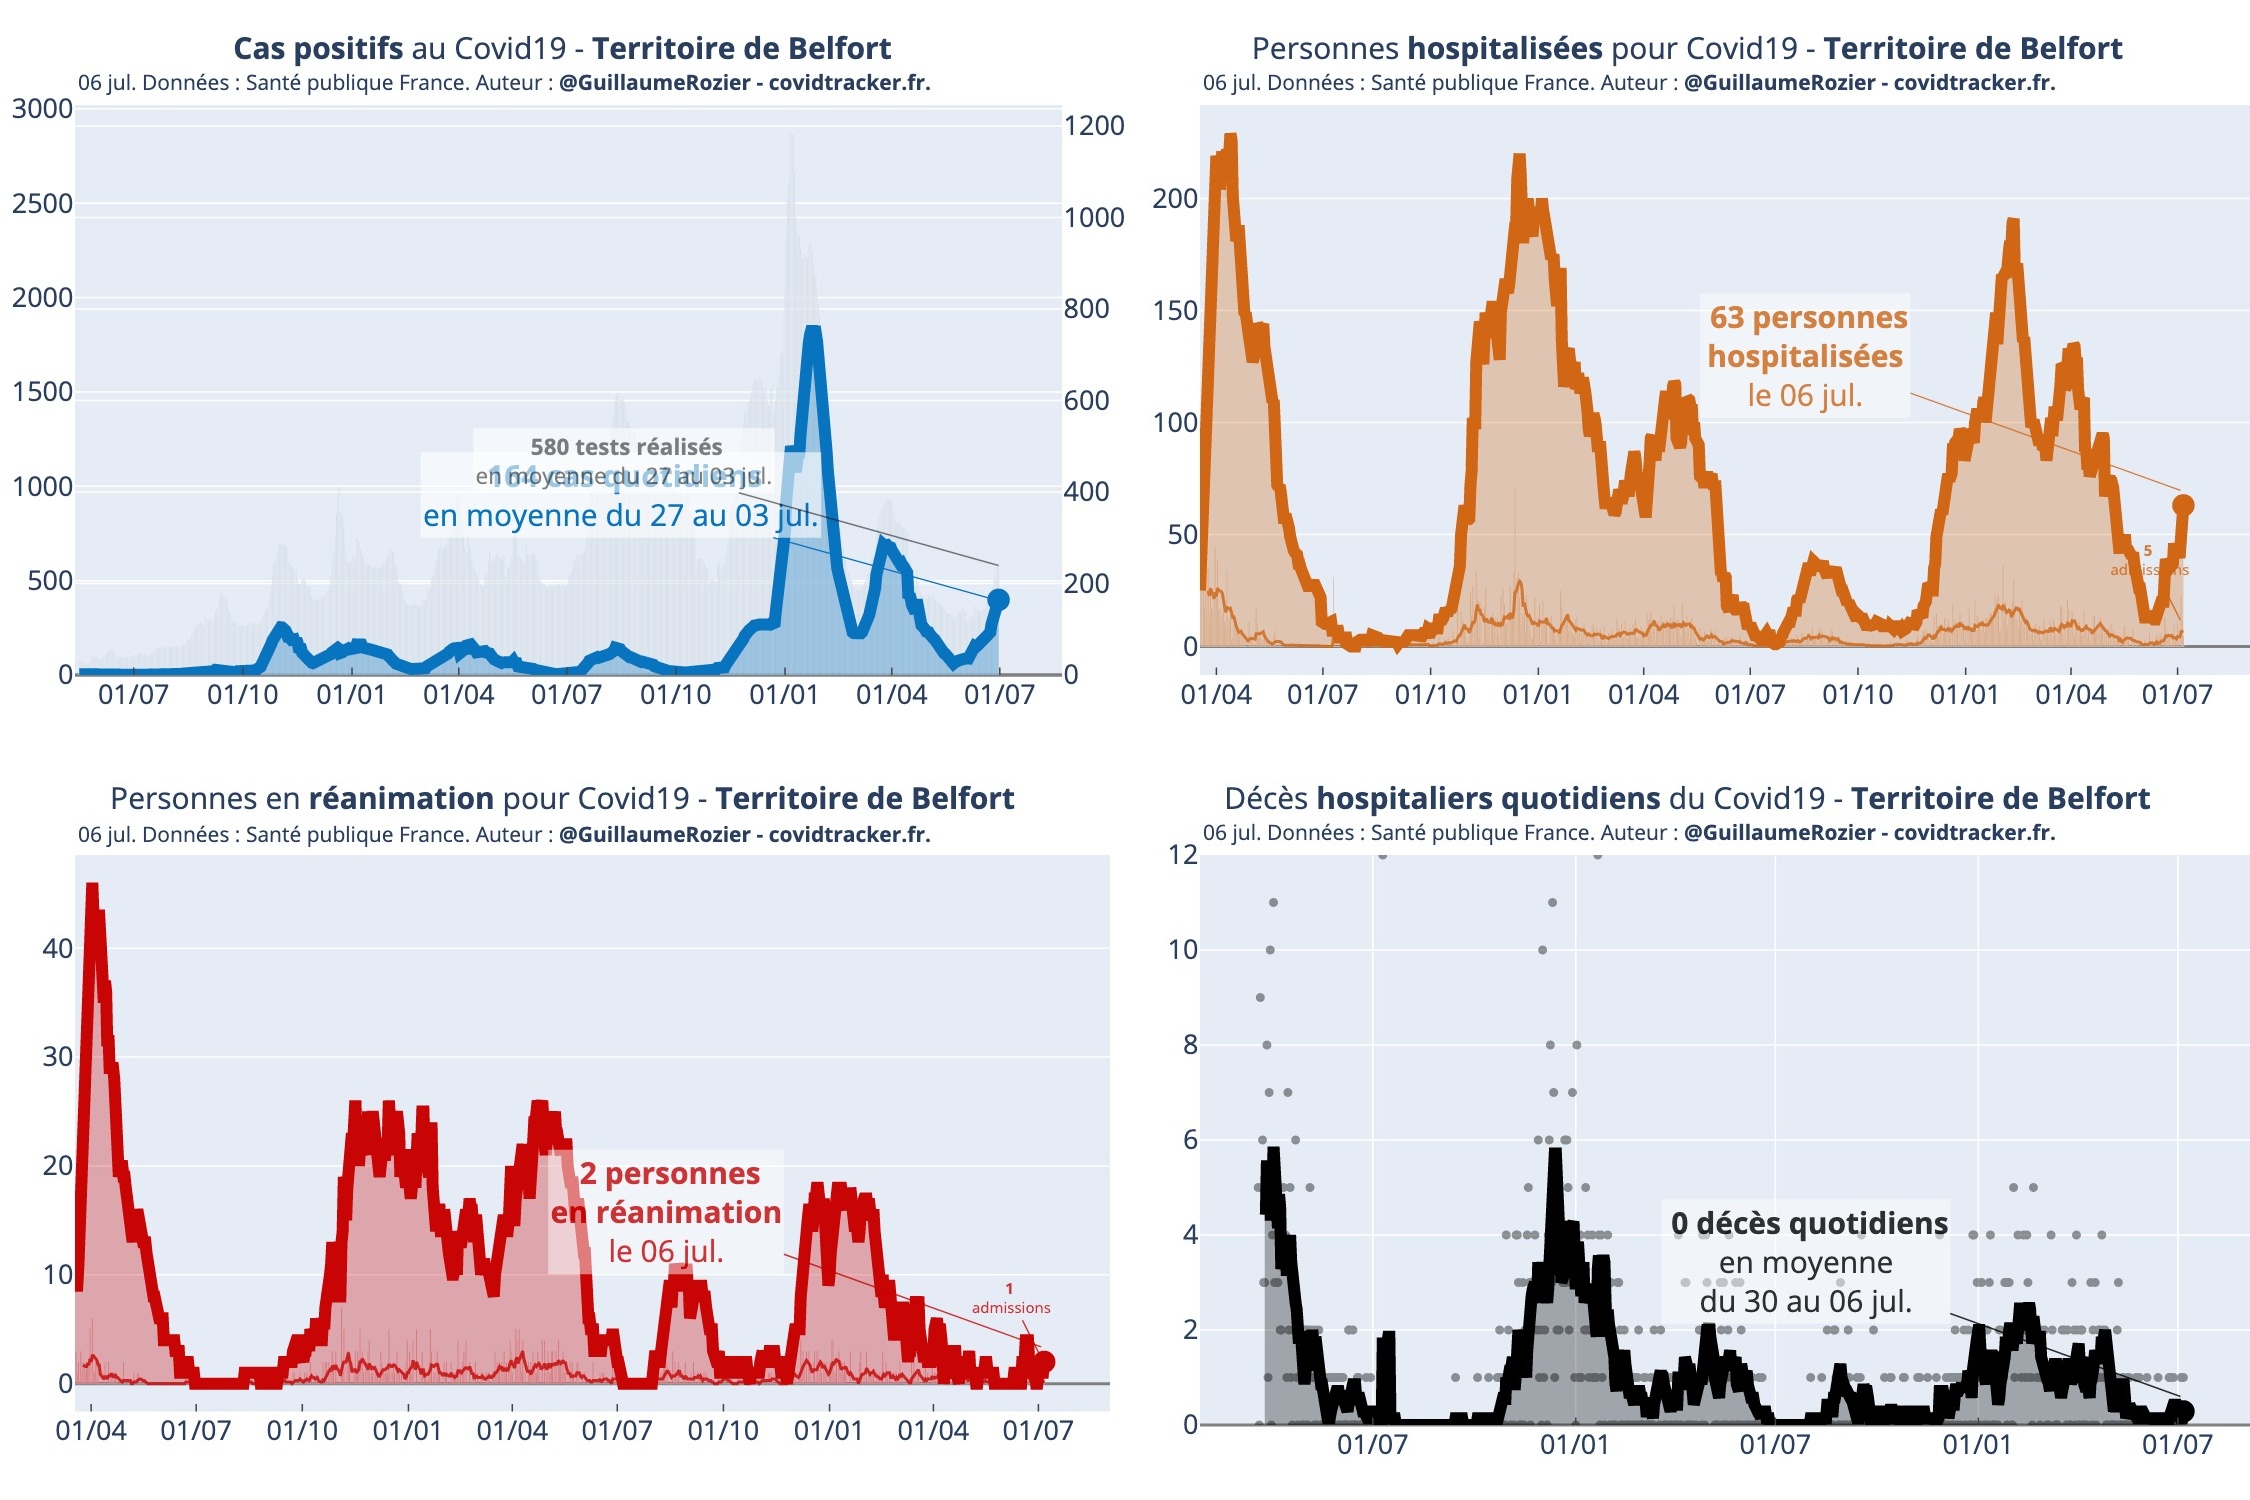 Cas positifs au Covid19 - Territoire de Belfort
06 jul. Données : Santé publique France. Auteur : @GuillaumeRozier - covidtracker.fr.
3000
2500
2000
1500
1000
500
0
1200
1000
800
600
400
200
0
580 tests réalisés
en moyenne du 27 au 03 jul.
164 cas quotidiens
en moyenne du 27 au 03 jul.
01/07 01/10 01/01 01/04 01/07 01/10 01/01 01/04 01/07
Personnes hospitalisées pour Covid19 - Territoire de Belfort
06 jul. Données : Santé publique France. Auteur : @GuillaumeRozier - covidtracker.fr.
200
150
100
50
0
63 personnes
hospitalisées
le 06 jul.
5
admissions
01/04 01/07 01/10 01/01 01/04 01/07 01/10 01/01 01/04 01/07
Personnes en réanimation pour Covid19 - Territoire de Belfort
06 jul. Données : Santé publique France. Auteur : @GuillaumeRozier - covidtracker.fr.
40
30
20
10
0
2 personnes
en réanimation
le 06 jul.
1
admissions
01/04 01/07 01/10 01/01 01/04 01/07 01/10 01/01 01/04 01/07
Décès hospitaliers quotidiens du Covid19 - Territoire de Belfort
06 jul. Données : Santé publique France. Auteur : @GuillaumeRozier - covidtracker.fr.
12
10
8
6
4
2
0
0 décès quotidiens
en moyenne
du 30 au 06 jul.
01/07 01/01 01/07 01/01 01/07